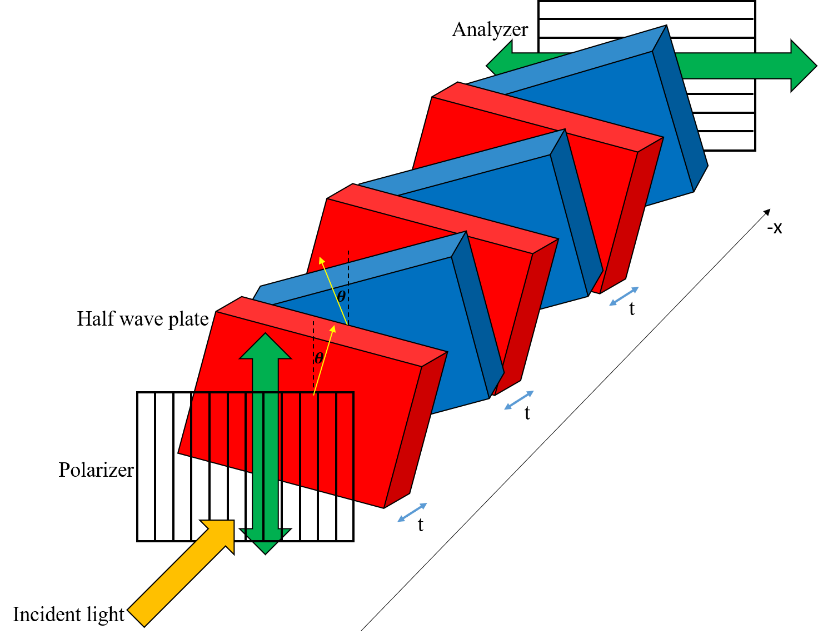 Analyzer
-x
θ
t
Half wave plate
θ
t
Polarizer
t
Incident light